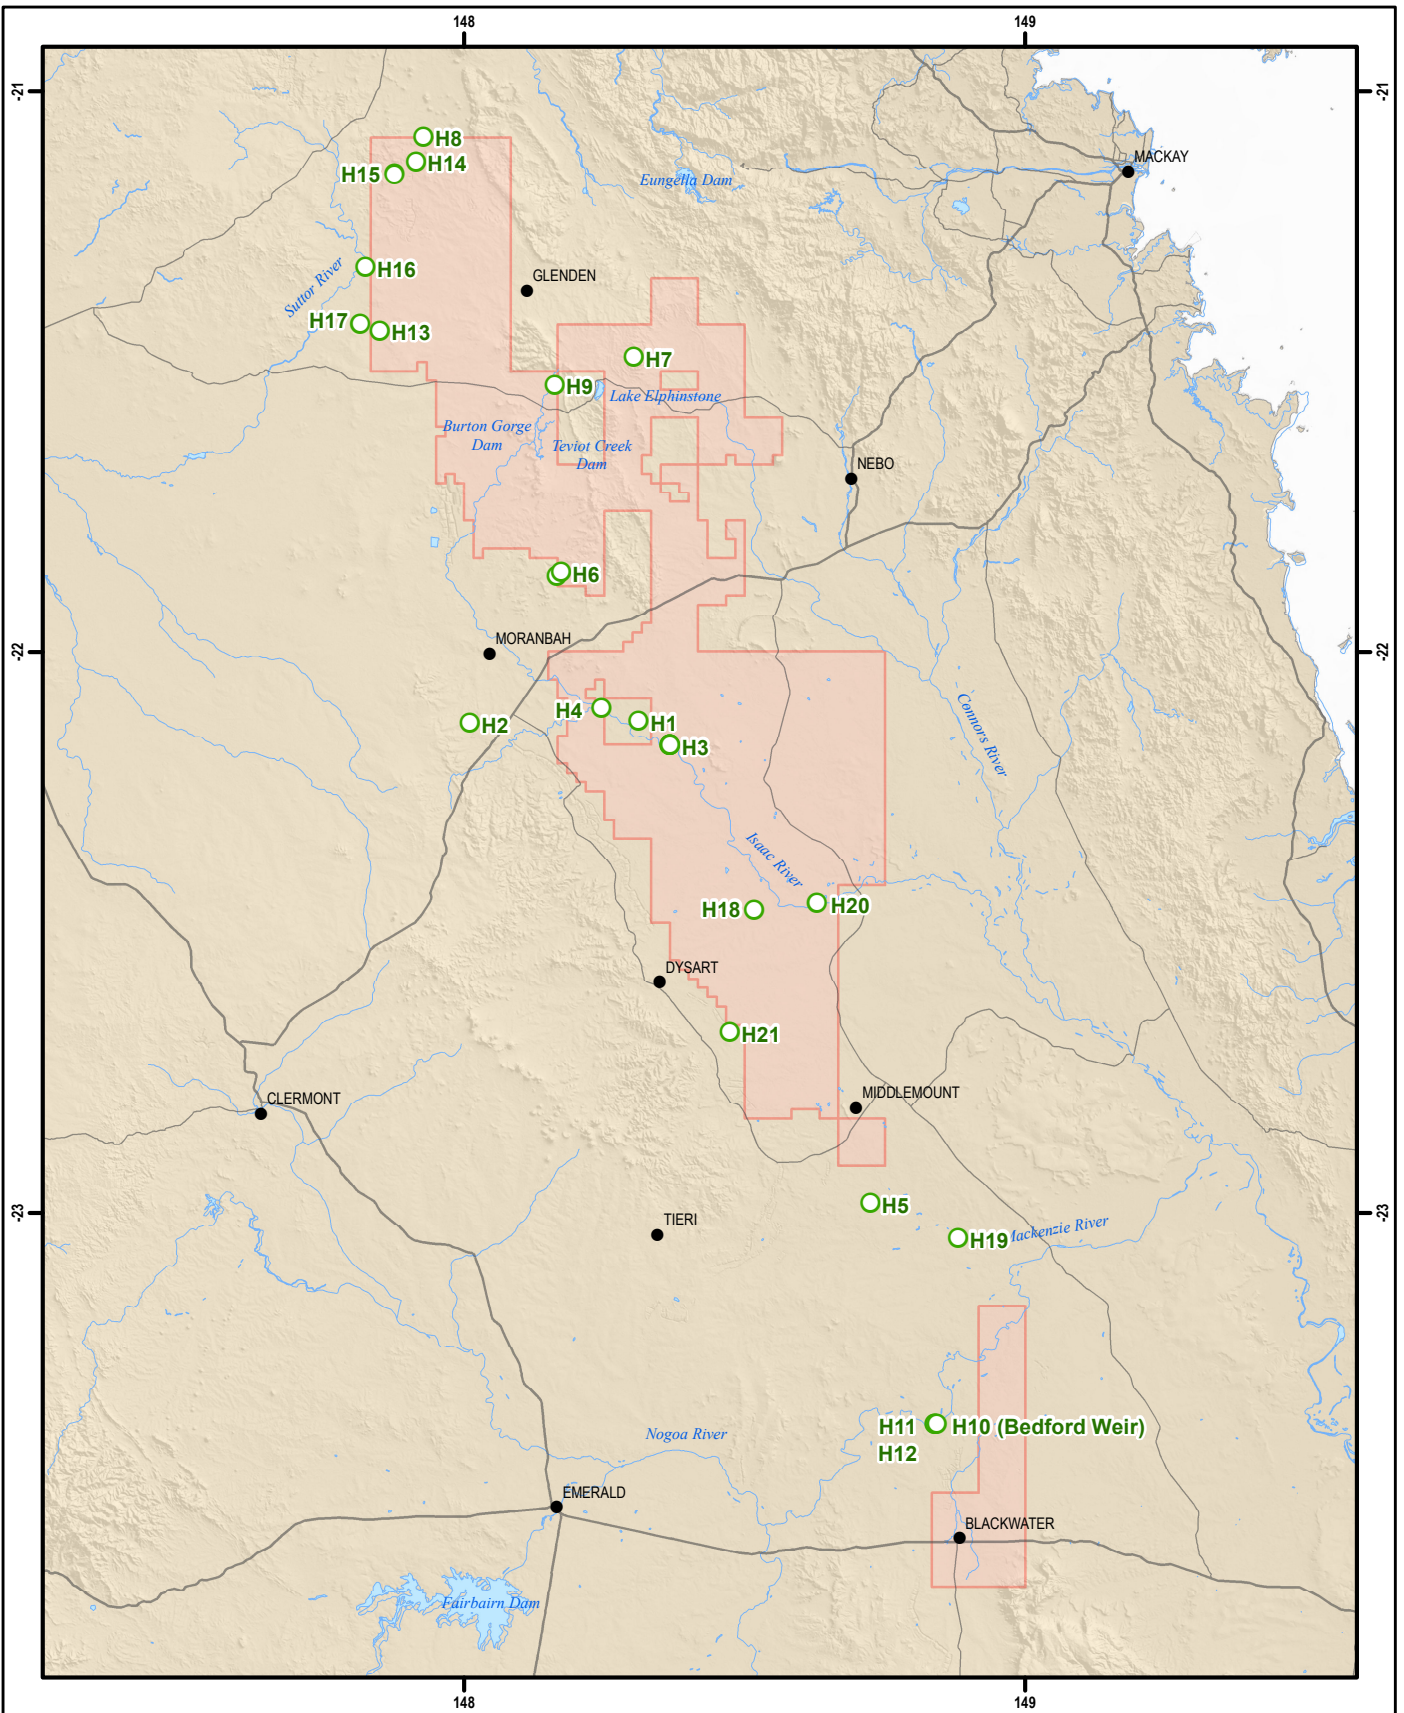 148
149
-21
-21
H8
H14
H15
MACKAY
Eungella Dam
H16
GLENDEN
Suttor River
H17
H13
H7
H9
Lake Elphinstone
Burton Gorge
Dam
Teviot Creek
Dam
NEBO
H6
MORANBAH
-22
-22
H4
H1
H2
H3
Connors River
Isaac River
H18
H20
DYSART
H21
CLERMONT
MIDDLEMOUNT
H5
-23
-23
TIERI
H19
Mackenzie River
H11
H10 (Bedford Weir)
H12
Nogoa River
EMERALD
BLACKWATER
Fairbairn Dam
148
149